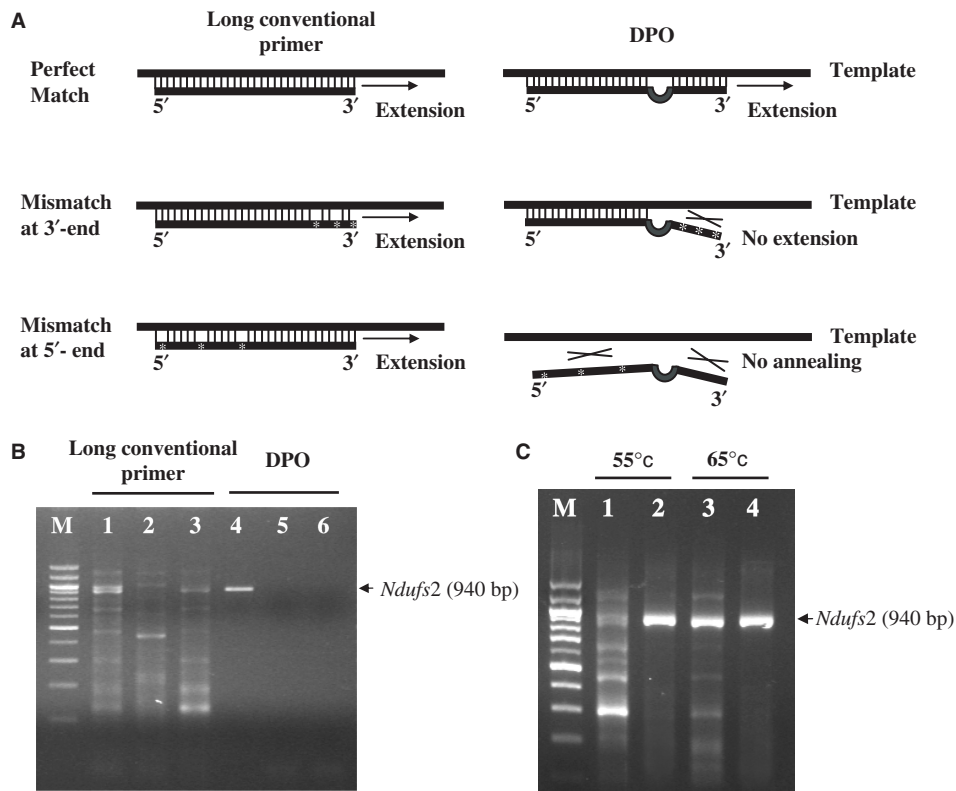 A
Long conventional
primer
DPO
Perfect
Match
5′
3′
Extension
5′
3′
Extension
Template
Mismatch
at 3′-end
5′
* * *
3′
Extension
5′
* * *
3′
No extension
Template
Mismatch
at 5′- end
* * *
5′
3′
Extension
Template
No annealing
* * *
5′
3′
B
Long conventional
primer
DPO
M 1 2 3 4 5 6
Ndufs2 (940 bp)
C
55°C
65°C
M 1 2 3 4
Ndufs2 (940 bp)